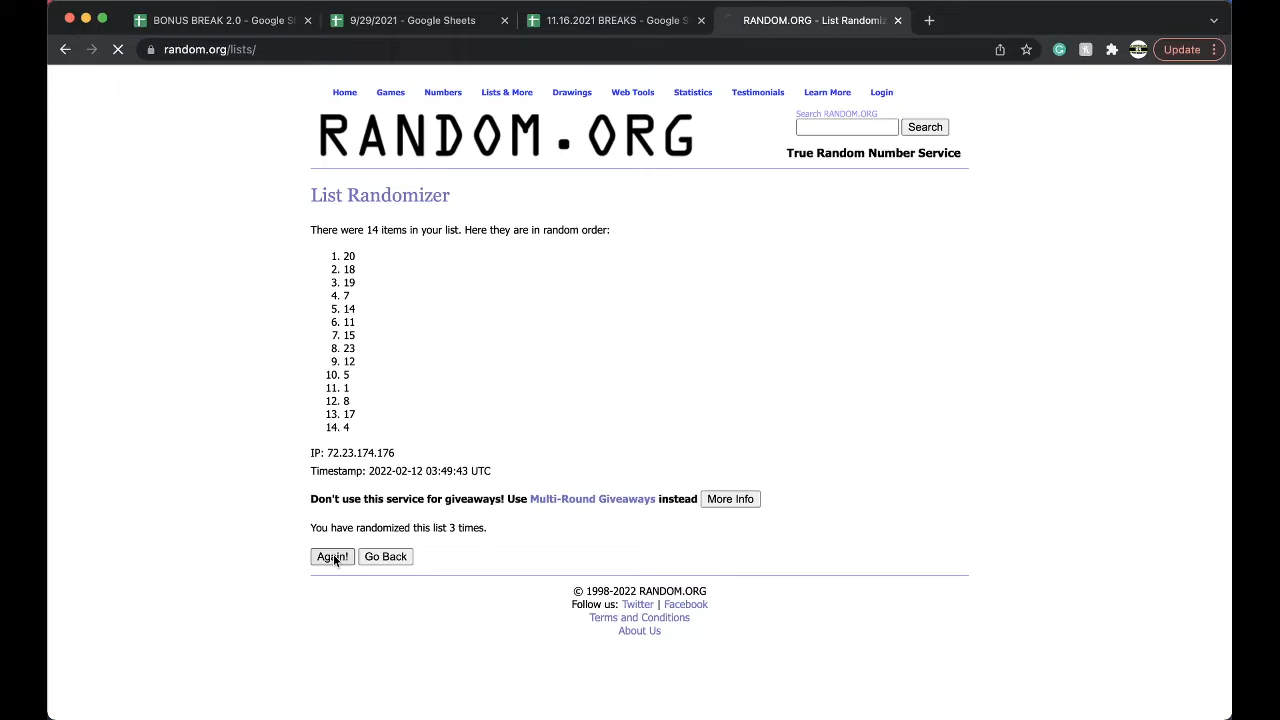 BONUS BREAK 2.0 - Google Sl
9/29/2021 - Google Sheets
11.16.2021 BREAKS - Google S
RANDOM.ORG - List Randomiz
random.org/lists/
Update
Home Games Numbers Lists & More Drawings Web Tools Statistics Testimonials Learn More Login
RANDOM.ORG
Search RANDOM.ORG
Search
True Random Number Service
List Randomizer
There were 14 items in your list. Here they are in random order:
1. 20
2. 18
3. 19
4. 7
5. 14
6. 11
7. 15
8. 23
9. 12
10. 5
11. 1
12. 8
13. 17
14. 4
IP: 72.23.174.176
Timestamp: 2022-02-12 03:49:43 UTC
Don't use this service for giveaways! Use Multi-Round Giveaways instead More Info
You have randomized this list 3 times.
Again! Go Back
© 1998-2022 RANDOM.ORG
Follow us: Twitter | Facebook
Terms and Conditions
About Us